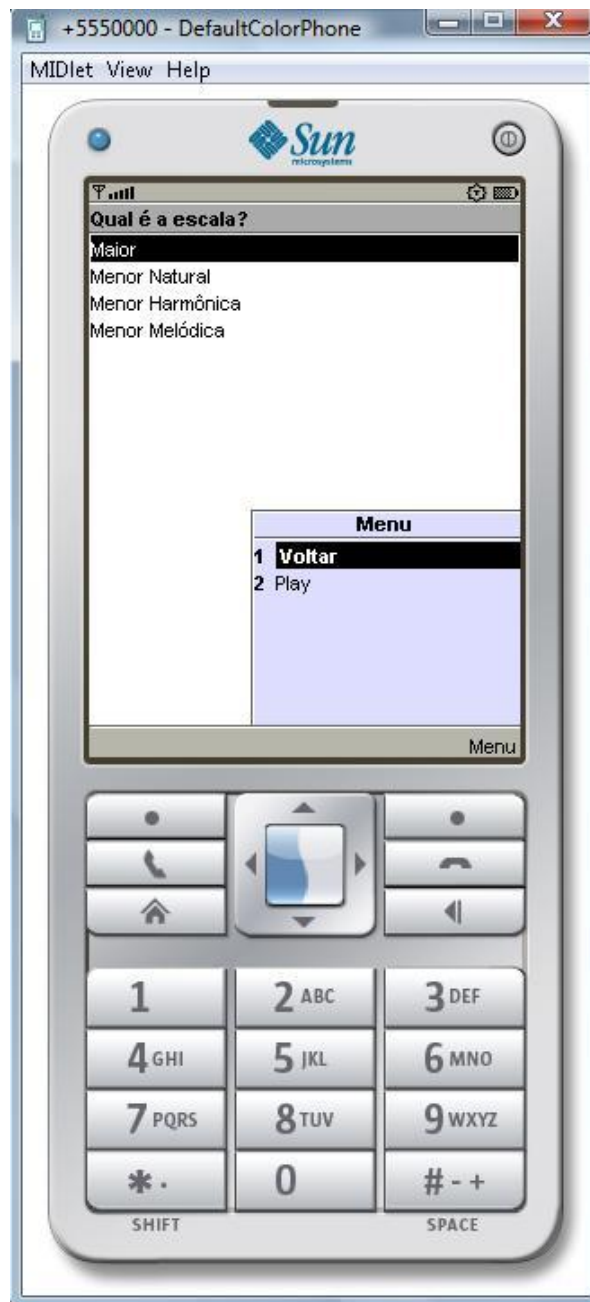 +5550000 - DefaultColorPhone
MIDlet View Help
Sun
microsystems
Qual é a escala?
Maior
Menor Natural
Menor Harmônica
Menor Melódica
Menu
1 Voltar
2 Play
Menu
1 2 ABC 3 DEF
4 GHI 5 JKL 6 MNO
7 PQRS 8 TUV 9 WXYZ
* . 0 # - +
SHIFT SPACE